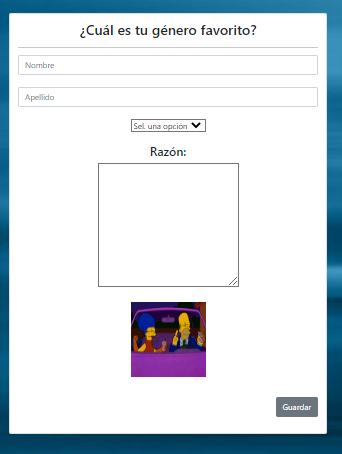 ¿Cuál es tu género favorito?
Nombre
Apellido
Sel. una opción
Razón:
Guardar